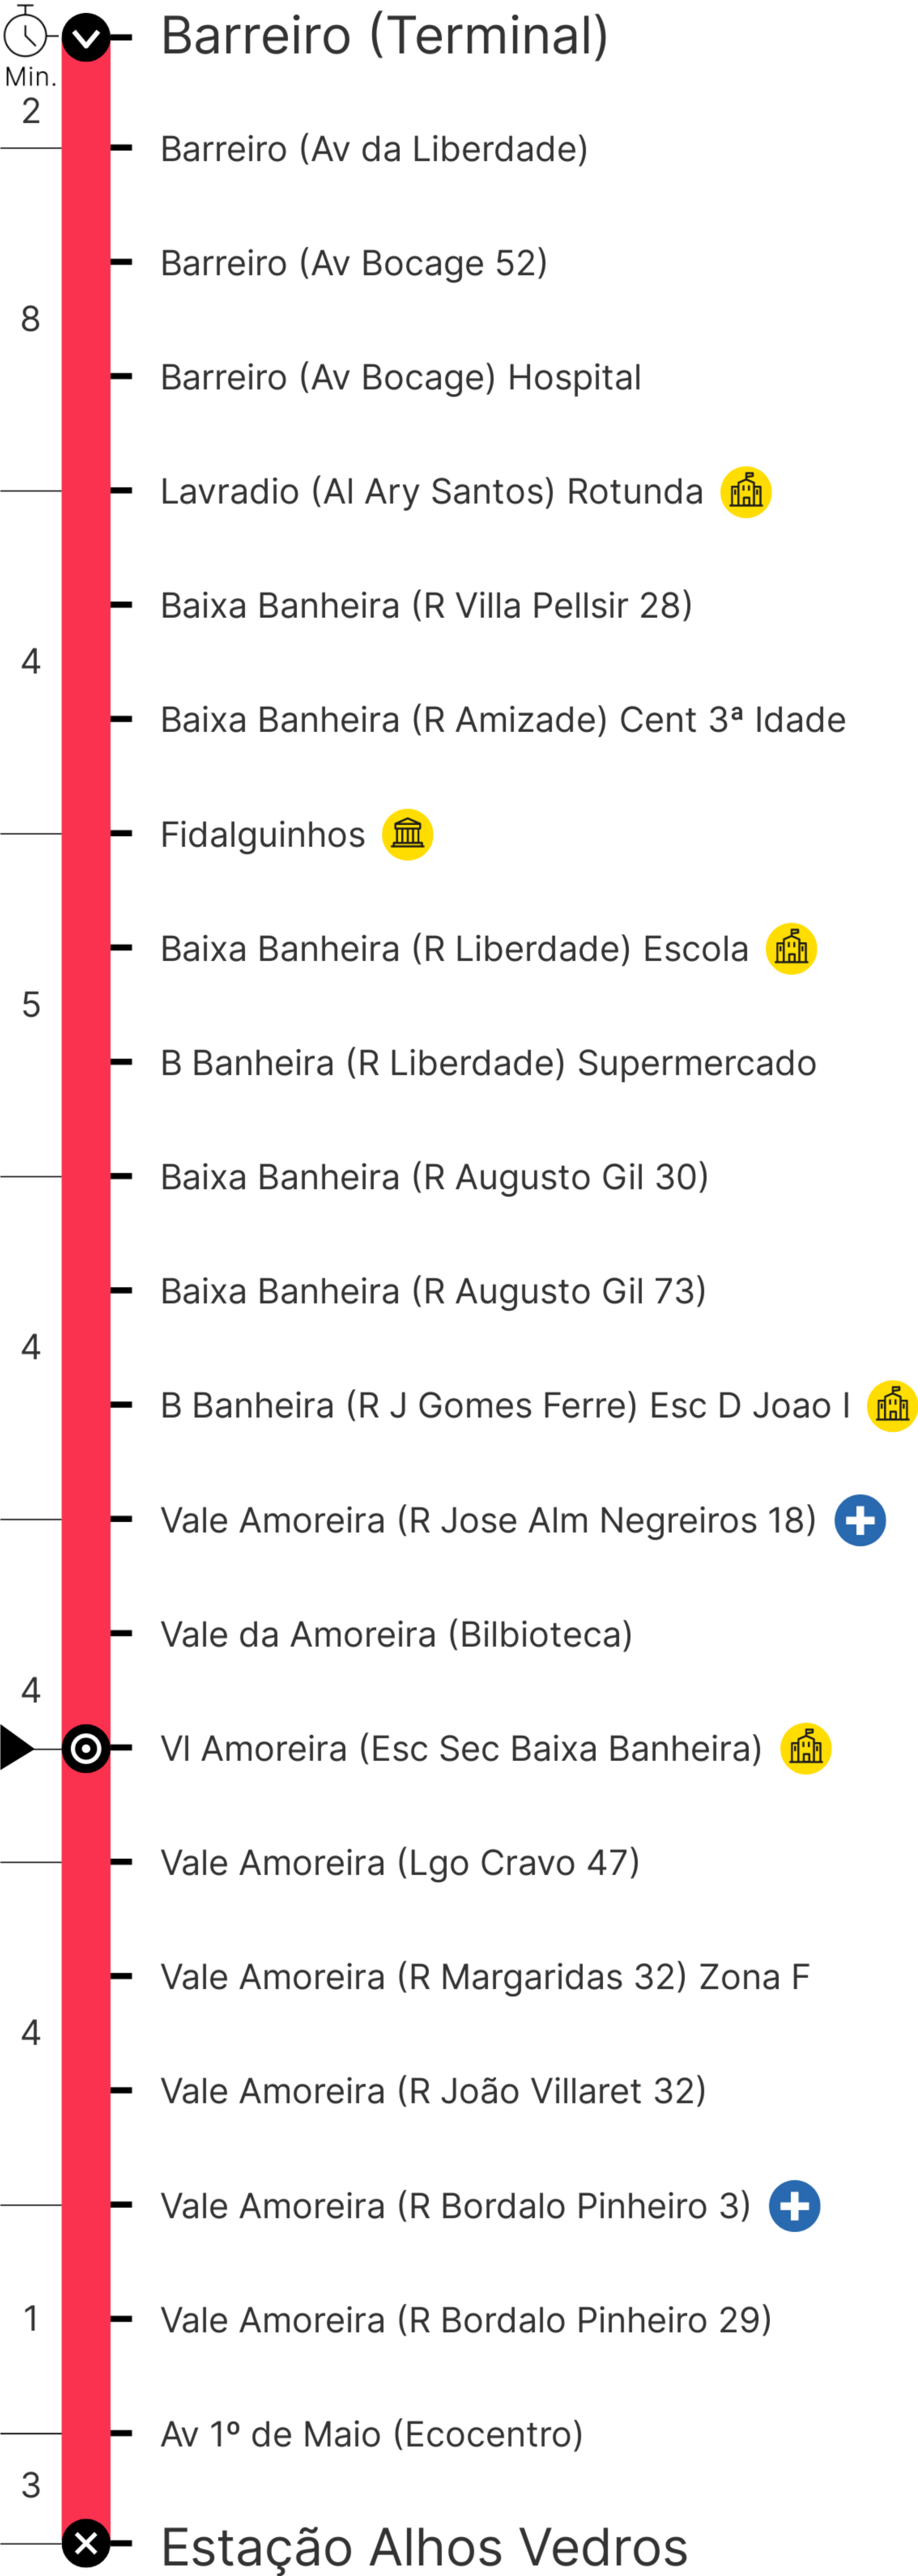 Barreiro (Terminal)
Min.
2
Barreiro (Av da Liberdade)
Barreiro (Av Bocage 52)
8
Barreiro (Av Bocage) Hospital
Lavradio (Al Ary Santos) Rotunda
Baixa Banheira (R Villa Pellsir 28)
4
Baixa Banheira (R Amizade) Cent 3ª Idade
Fidalguinhos
Baixa Banheira (R Liberdade) Escola
5
B Banheira (R Liberdade) Supermercado
Baixa Banheira (R Augusto Gil 30)
Baixa Banheira (R Augusto Gil 73)
4
B Banheira (R J Gomes Ferre) Esc D Joao I
Vale Amoreira (R Jose Alm Negreiros 18)
Vale da Amoreira (Bilbioteca)
4
Vl Amoreira (Esc Sec Baixa Banheira)
Vale Amoreira (Lgo Cravo 47)
Vale Amoreira (R Margaridas 32) Zona F
4
Vale Amoreira (R João Villaret 32)
Vale Amoreira (R Bordalo Pinheiro 3)
1
Vale Amoreira (R Bordalo Pinheiro 29)
Av 1º de Maio (Ecocentro)
3
Estação Alhos Vedros